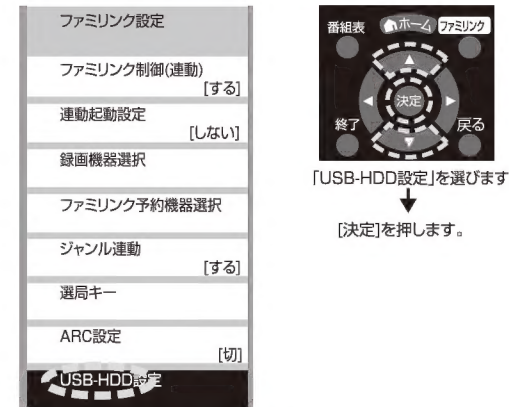 ファミリンク設定
ファミリンク制御(連動)
[する]
連動起動設定
[しない]
録画機器選択
ファミリンク予約機器選択
ジャンル連動
[する]
選局キー
ARC設定
[切]
USB-HDD設定
番組表 ホーム ファミリンク
決定
終了 戻る
「USB-HDD設定」を選びます
[決定]を押します。